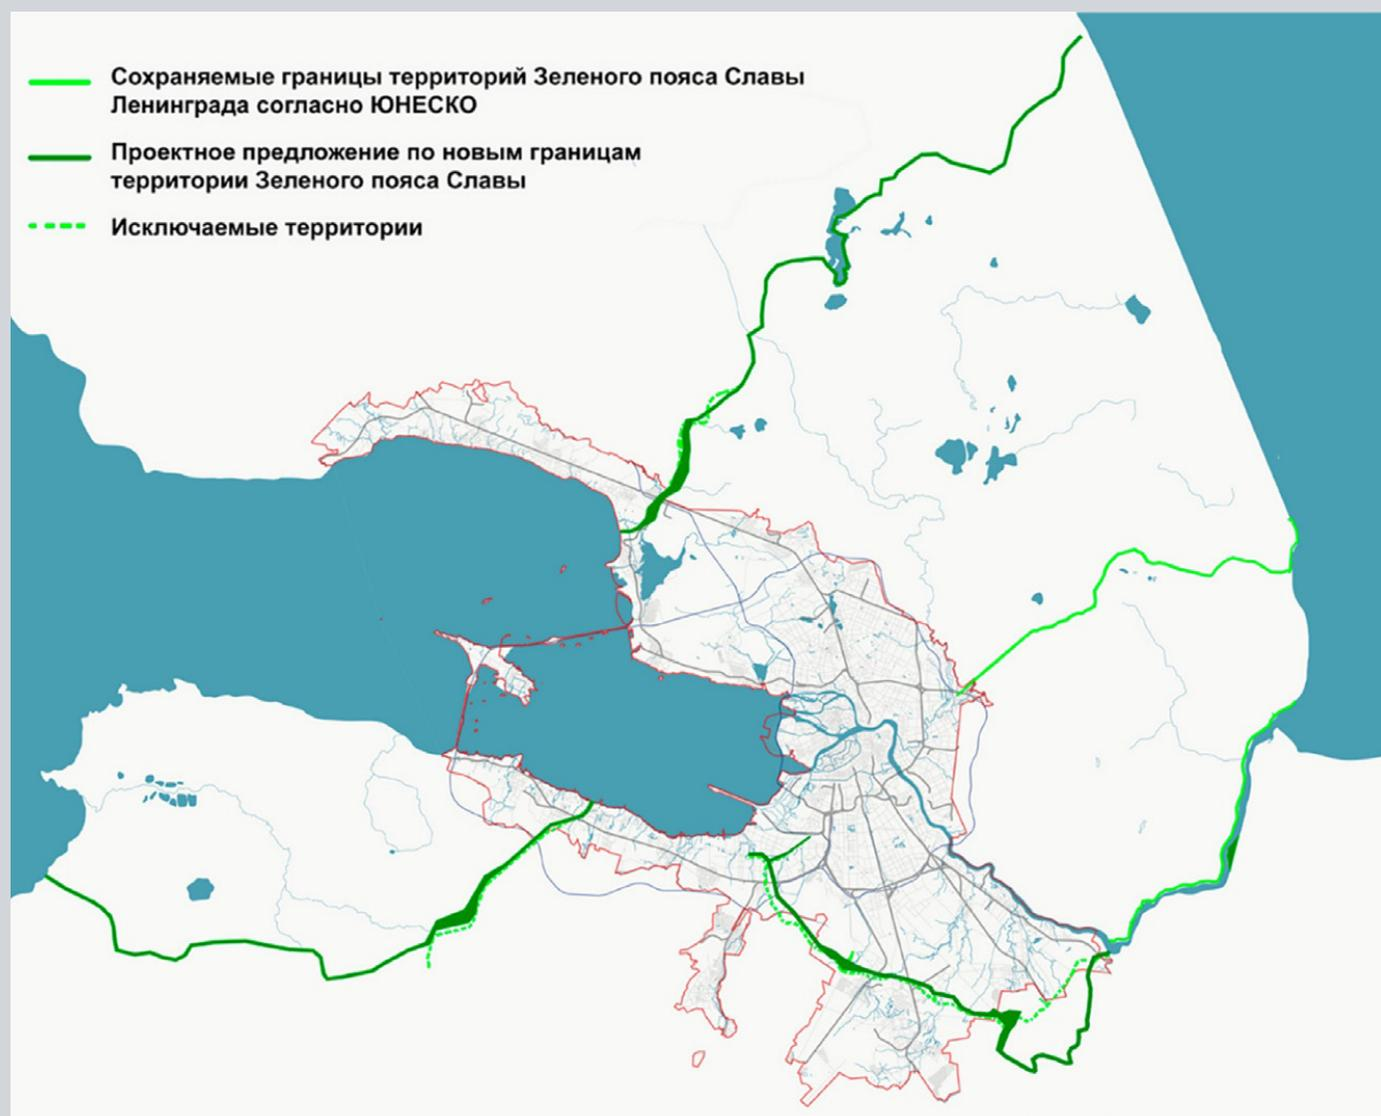 Сохраняемые границы территорий Зеленого пояса Славы
Ленинграда согласно ЮНЕСКО
Проектное предложение по новым границам
территории Зеленого пояса Славы
Исключаемые территории